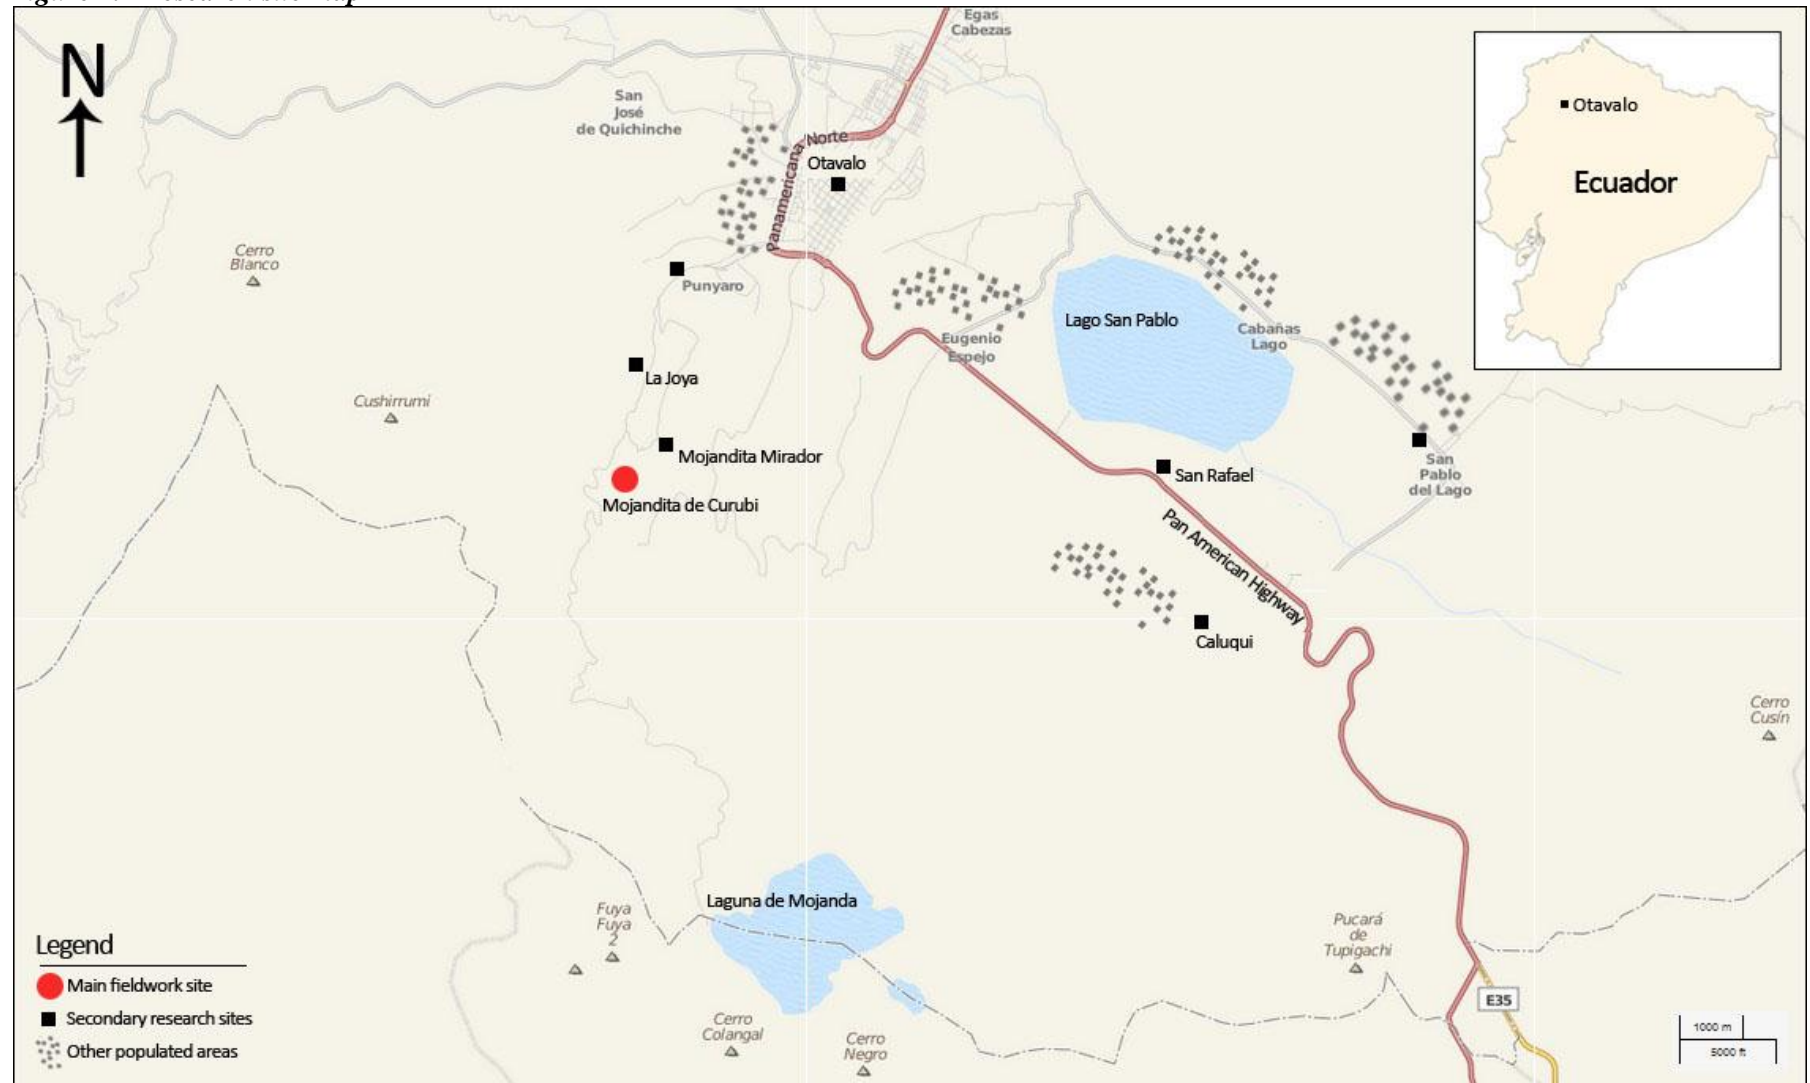 N
Egas
Cabezas
San
José
de Quichinche
Panamericana Norte
Otavalo
Otavalo
Ecuador
Cerro
Blanco
Punyaro
Lago San Pablo
Cabañas
Lago
Eugenio
Espejo
La Joya
Cushirrumi
Mojandita Mirador
San Rafael
San
Pablo
del Lago
Mojandita de Curubi
Pan American Highway
Caluqui
Cerro
Cusín
Laguna de Mojanda
Fuya
Fuya
2
Pucará
de
Tupigachi
Legend
Main fieldwork site
Secondary research sites
Other populated areas
E35
Cerro
Colangal
Cerro
Negro
1000 m
5000 ft